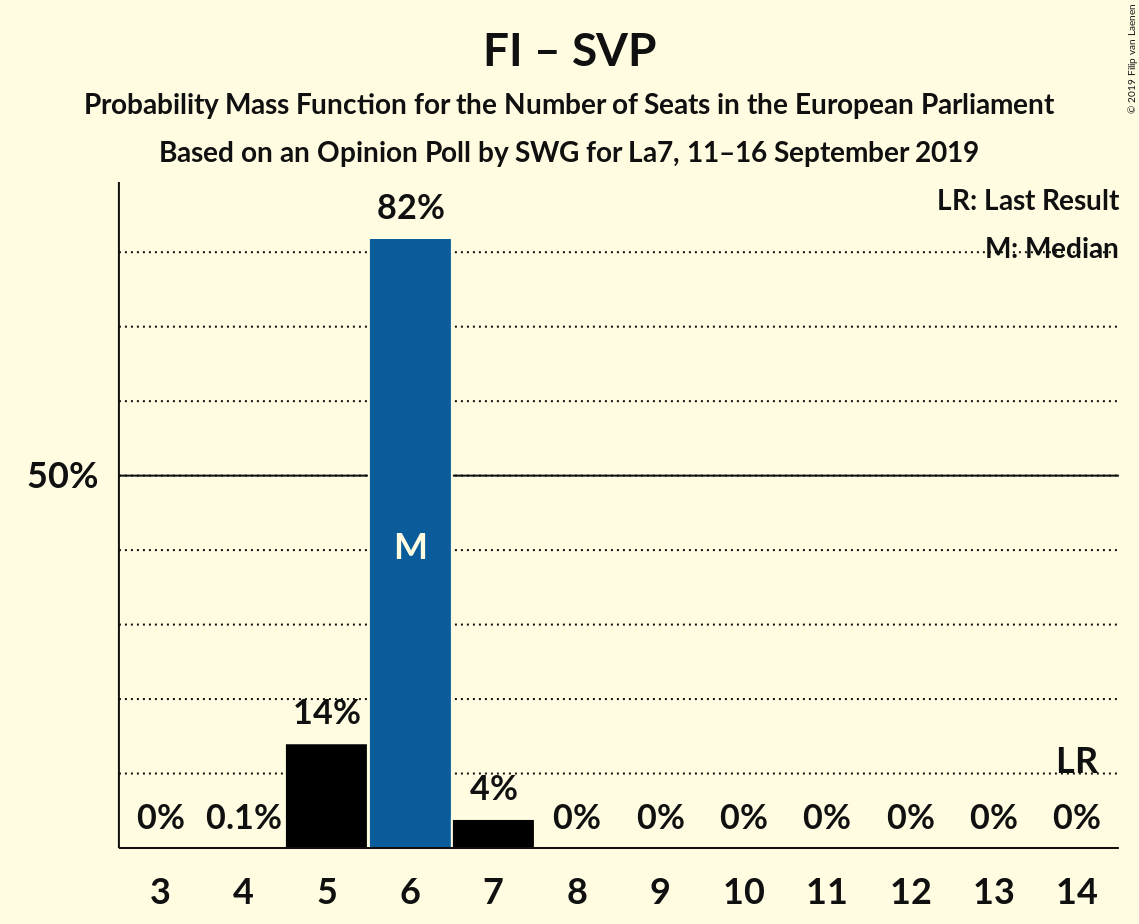 FI – SVP
Probability Mass Function for the Number of Seats in the European Parliament
Based on an Opinion Poll by SWG for La7, 11–16 September 2019
© 2019 Filip van Laenen
LR: Last Result
M: Median
82%
50%
M
14%
LR
4%
0% 0.1% 0% 0% 0% 0% 0% 0% 0%
3 4 5 6 7 8 9 10 11 12 13 14